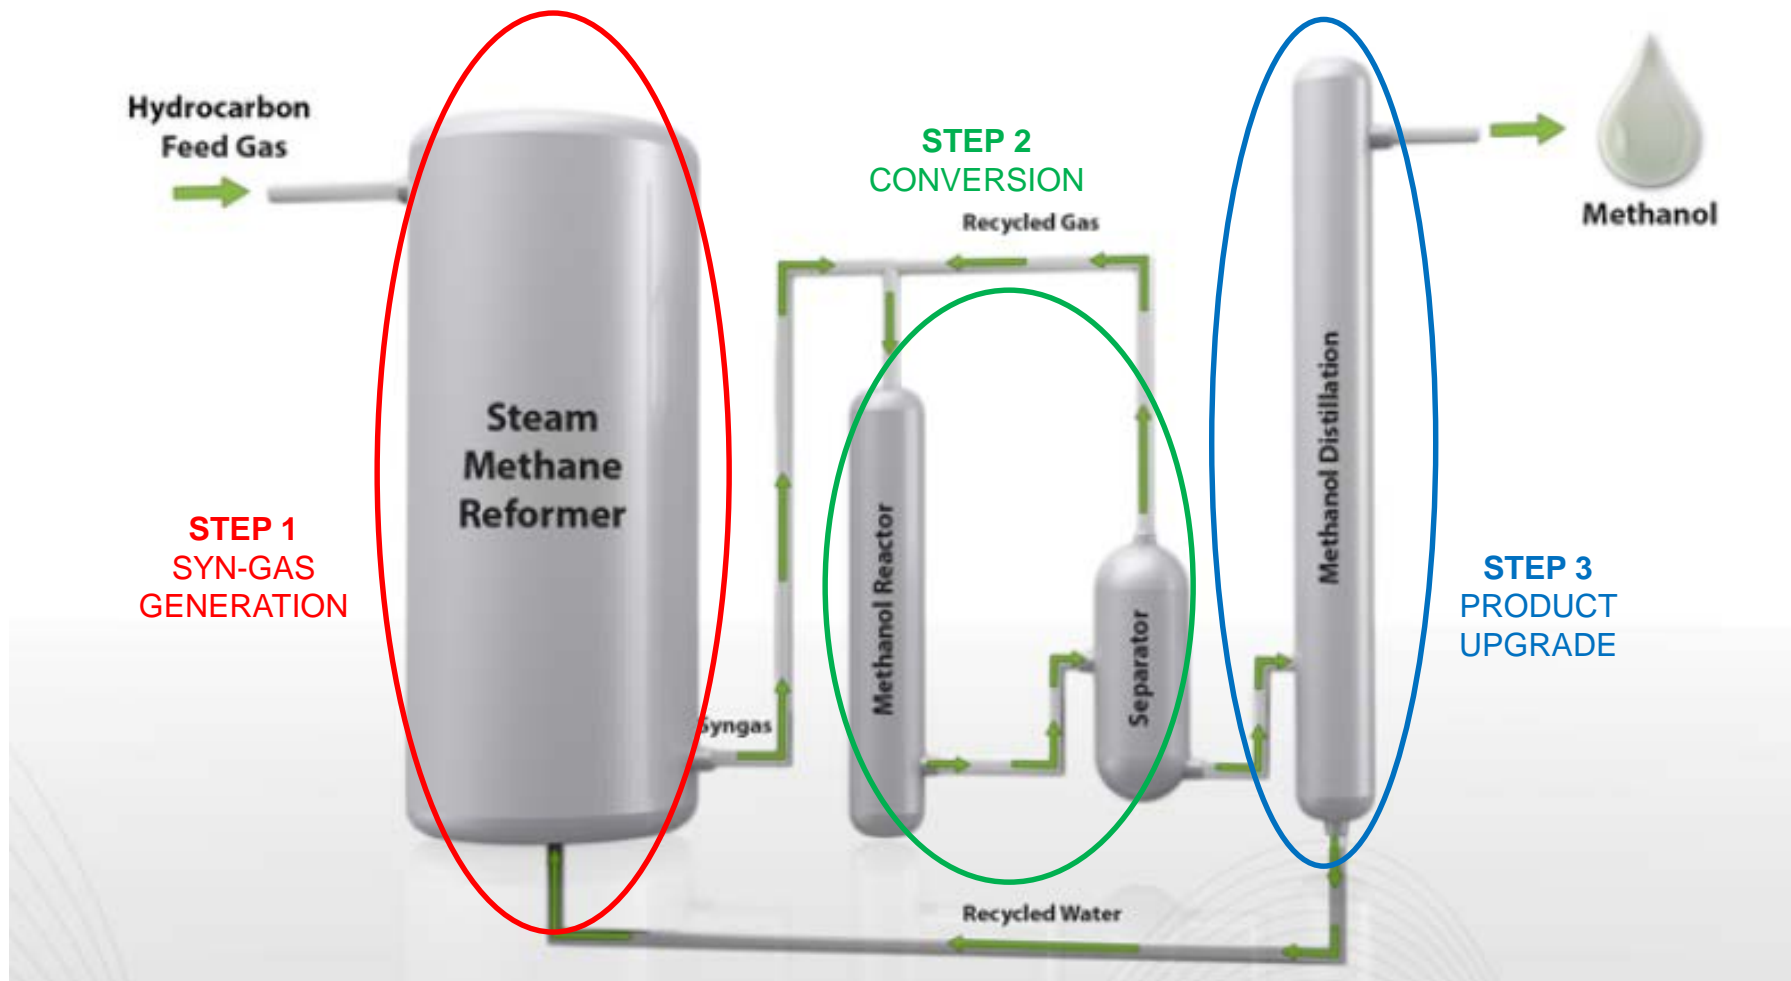 Hydrocarbon
Feed Gas
STEP 2
CONVERSION
Recycled Gas
Methanol
Steam
Methane
Reformer
STEP 1
SYN-GAS
GENERATION
Methanol Reactor
Separator
Methanol Distillation
STEP 3
PRODUCT
UPGRADE
Syngas
Recycled Water